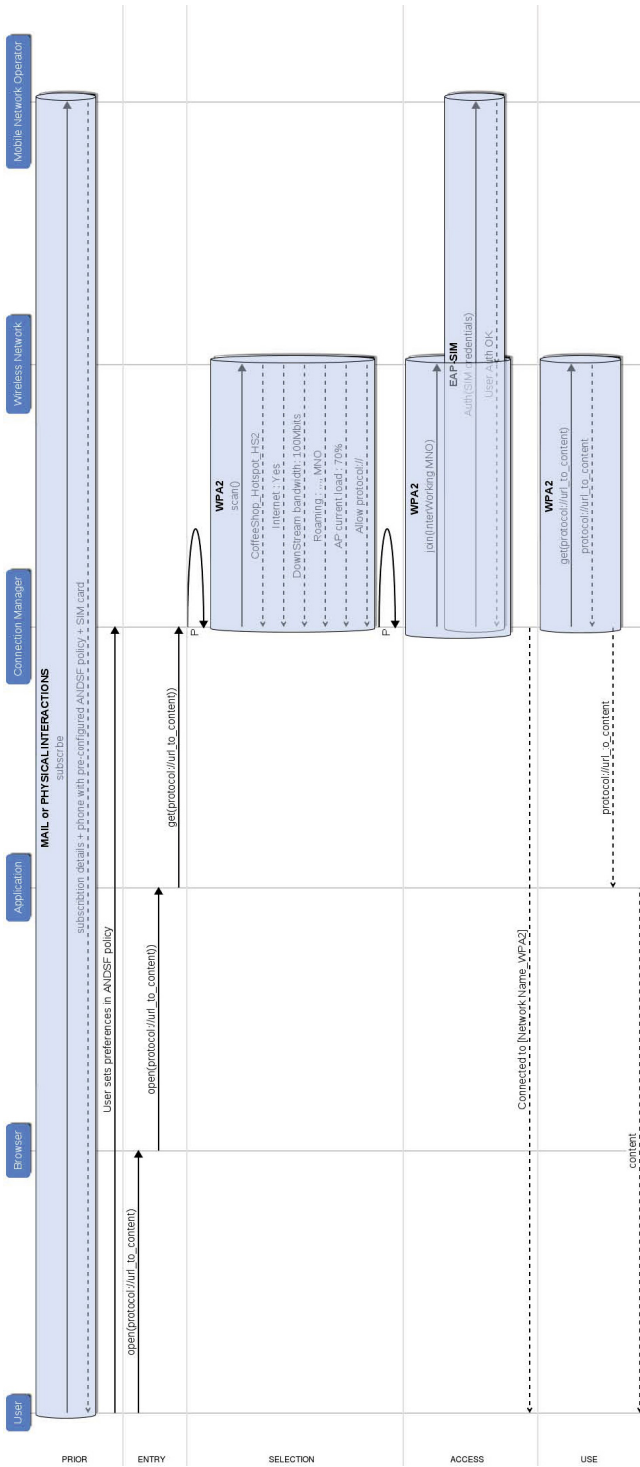 User
Browser
Application
Connection Manager
Wireless Network
Mobile Network Operator
PRIOR
MAIL or PHYSICAL INTERACTIONS
subscribe
subscribtion details + phone with pre-configured ANDSF policy + SIM card
User sets preferences in ANDSF policy
ENTRY
open(protocol://url_to_content)
open(protocol://url_to_content))
get(protocol://url_to_content))
SELECTION
P
WPA2
scan()
CoffeeShop_Hotspot_HS2
Internet : Yes
DownStream bandwidth: 100Mbits
Roaming : ..., MNO
AP current load : 70%
Allow protocol://
P
ACCESS
WPA2
join(InterWorking MNO)
EAP-SIM
Auth(SIM credentials)
User Auth OK
Connected to [Network Name_WPA2]
USE
WPA2
get(protocol://url_to_content)
protocol://url_to_content
protocol://url_to_content
content